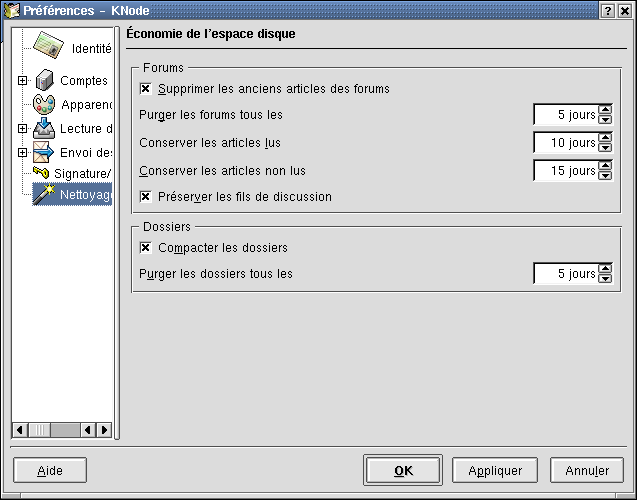 Préférences - KNode
Économie de l'espace disque
Identité
Comptes
Apparen
Lecture d
Envoi des
Signature/
Nettoyage
Forums
Supprimer les anciens articles des forums
Purger les forums tous les 5 jours
Conserver les articles lus 10 jours
Conserver les articles non lus 15 jours
Préserver les fils de discussion
Dossiers
Compacter les dossiers
Purger les dossiers tous les 5 jours
Aide
OK
Appliquer
Annuler